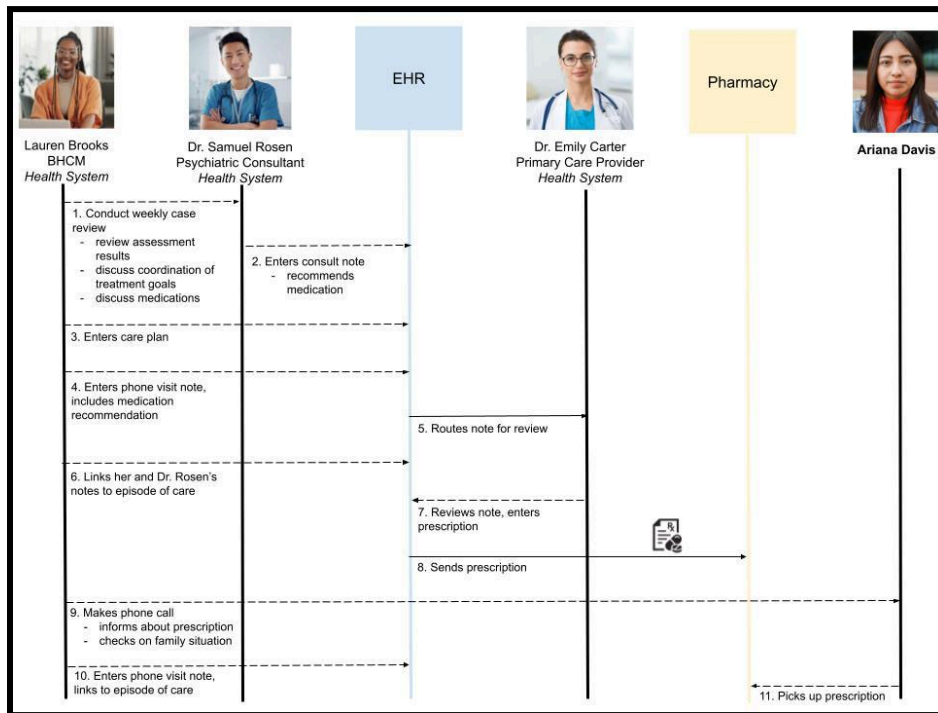 EHR
Pharmacy
Lauren Brooks
BHCM
Health System
Dr. Samuel Rosen
Psychiatric Consultant
Health System
Dr. Emily Carter
Primary Care Provider
Health System
Ariana Davis
1. Conduct weekly case
review
- review assessment
results
- discuss coordination of
treatment goals
- discuss medications
2. Enters consult note
- recommends
medication
3. Enters care plan
4. Enters phone visit note,
includes medication
recommendation
5. Routes note for review
6. Links her and Dr. Rosen's
notes to episode of care
7. Reviews note, enters
prescription
Rx
8. Sends prescription
9. Makes phone call
- informs about prescription
- checks on family situation
10. Enters phone visit note,
links to episode of care
11. Picks up prescription